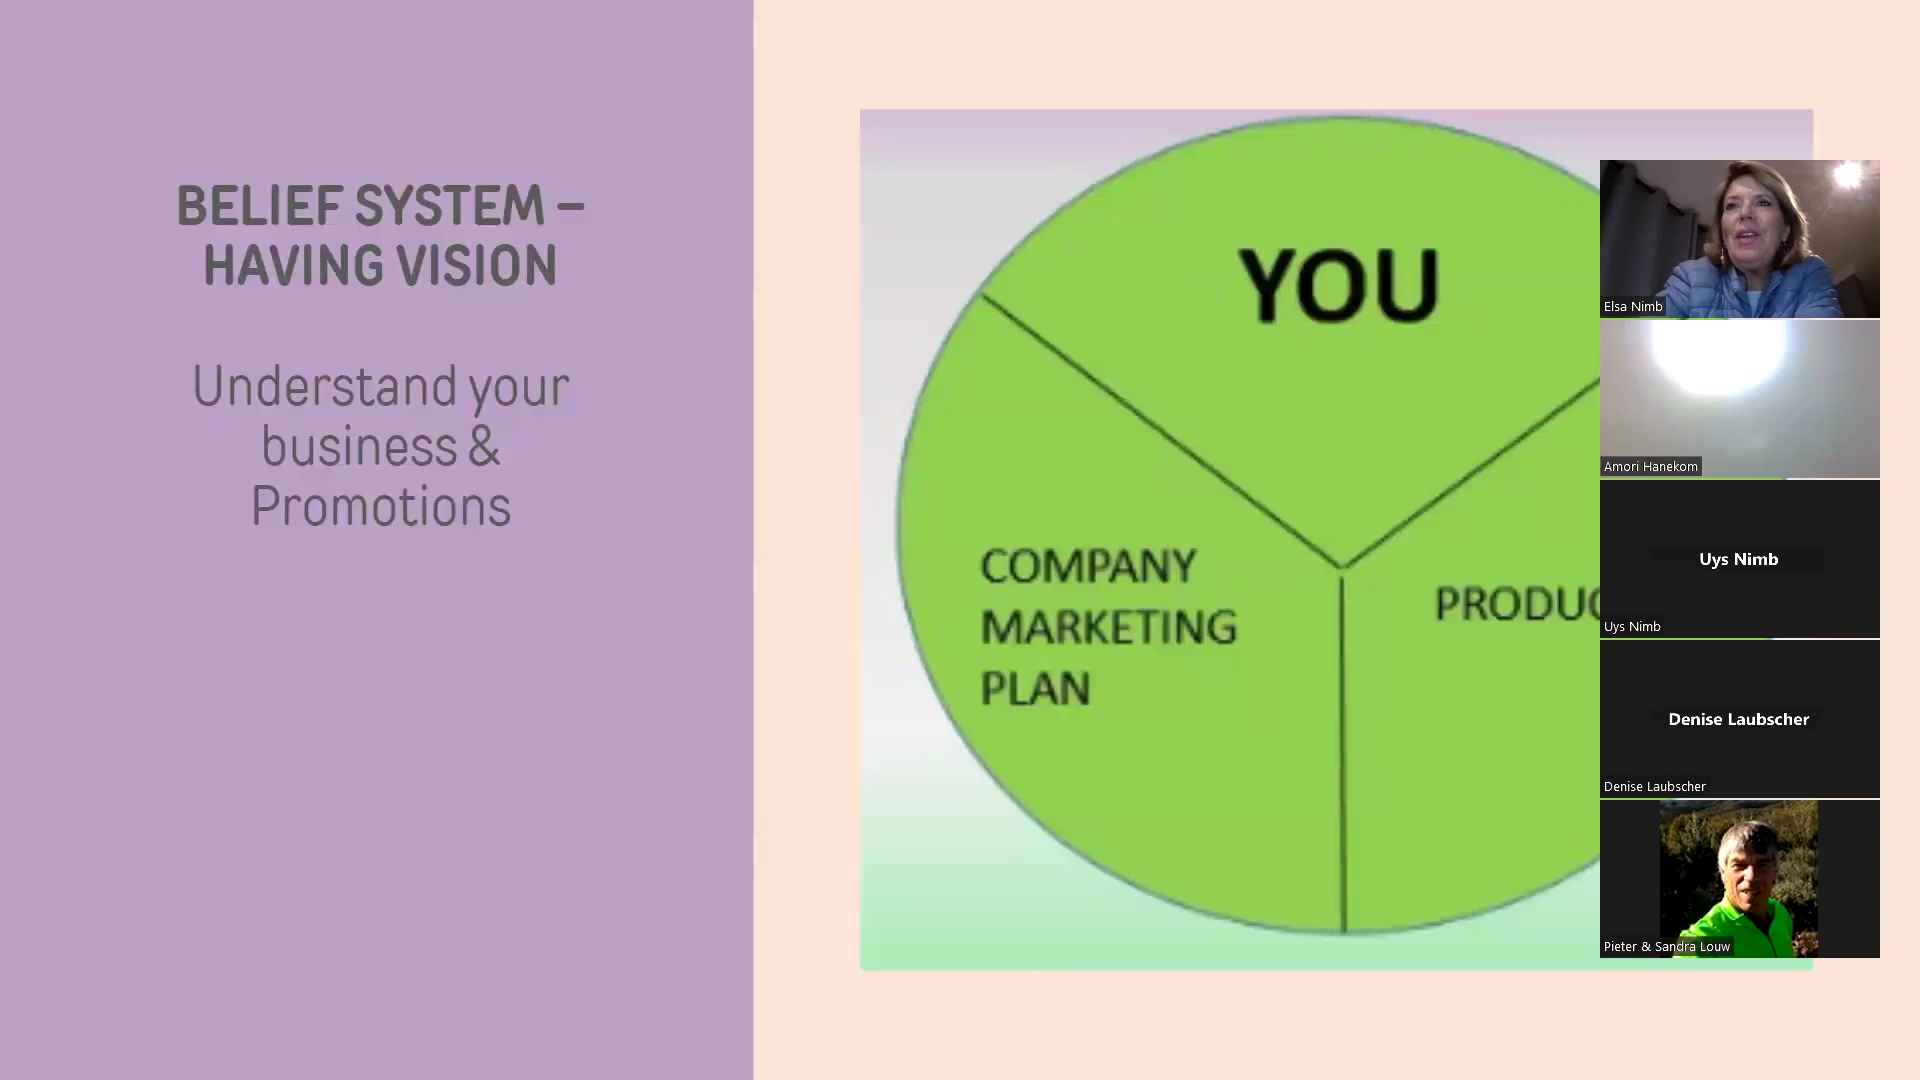 BELIEF SYSTEM –
HAVING VISION
Understand your
business &
Promotions
YOU
COMPANY
MARKETING
PLAN
Elsa Nimb
Amori Hanekom
Uys Nimb
Uys Nimb
Denise Laubscher
Denise Laubscher
Pieter & Sandra Louw